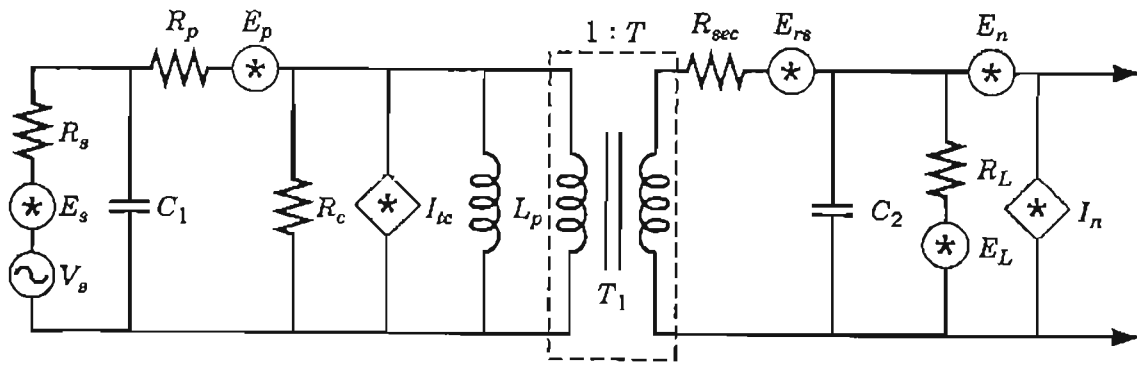 R_p E_p 1 : T R_sec E_rs E_n
R_s R_L
E_s C_1 R_c I_tc L_p C_2 I_n
E_L
V_s T_1